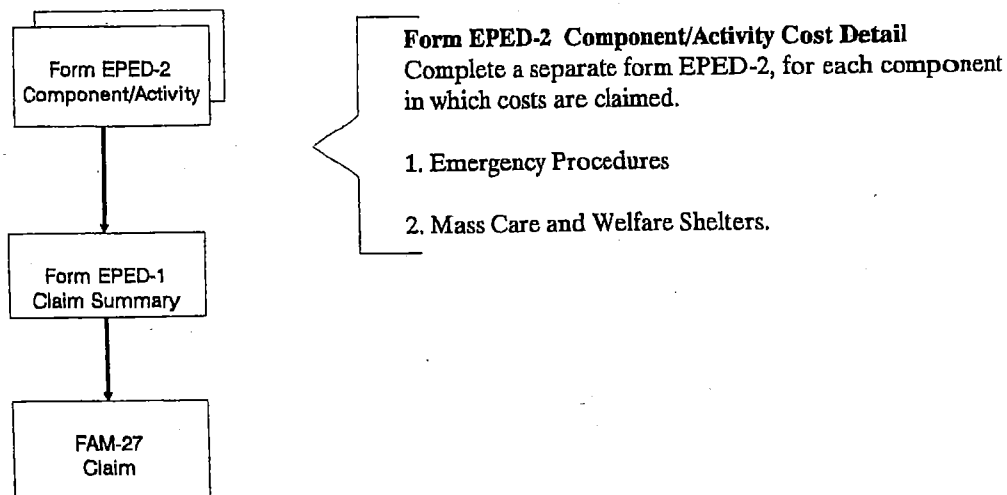 Form EPED-2
Component/Activity
Form EPED-1
Claim Summary
FAM-27
Claim
Form EPED-2 Component/Activity Cost Detail
Complete a separate form EPED-2, for each component
in which costs are claimed.
1. Emergency Procedures
2. Mass Care and Welfare Shelters.